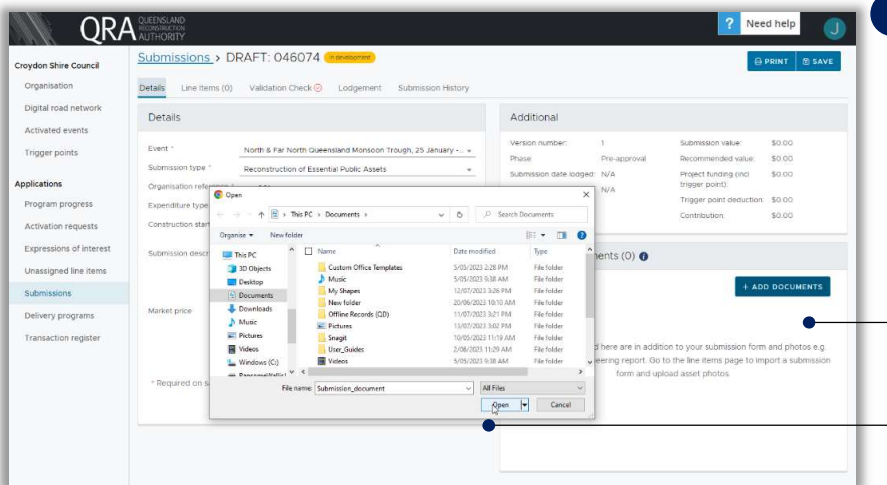 QRA QUEENSLAND RECONSTRUCTION AUTHORITY
? Need help
J
Croydon Shire Council
Organisation
Digital road network
Activated events
Trigger points
Applications
Program progress
Activation requests
Expressions of interest
Unassigned line items
Submissions
Delivery programs
Transaction register
Submissions > DRAFT: 046074 In development
PRINT
SAVE
Details Line Items (0) Validation Check Lodgement Submission History
Details
Event * North & Far North Queensland Monsoon Trough, 25 January -...
Submission type * Reconstruction of Essential Public Assets
Organisation reference
Expenditure type
Construction start
Submission descr
Market price
* Required on s
Additional
Version number: 1 Submission value: $0.00
Phase: Pre-approval Recommended value: $0.00
Submission date lodged: N/A Project funding (incl trigger point): $0.00
N/A
Trigger point deduction: $0.00
Contribution: $0.00
ents (0)
+ ADD DOCUMENTS
d here are in addition to your submission form and photos e.g.
eering report. Go to the line items page to import a submission
form and upload asset photos.
Open
This PC > Documents >
Search Documents
Organise New folder
This PC
3D Objects
Desktop
Documents
Downloads
Music
Pictures
Videos
Windows (C:)
Name Date modified Type
Custom Office Templates 5/05/2023 2:28 PM File folder
Music 5/05/2023 9:38 AM File folder
My Shapes 12/07/2023 3:26 PM File folder
New folder 20/06/2023 10:10 AM File folder
Offline Records (QD) 11/07/2023 3:21 PM File folder
Pictures 13/07/2023 3:02 PM File folder
Snagit 10/05/2023 11:19 AM File folder
User_Guides 2/06/2023 11:29 AM File folder
Videos 5/05/2023 9:38 AM File folder
File name: Submission_document All Files
Open Cancel